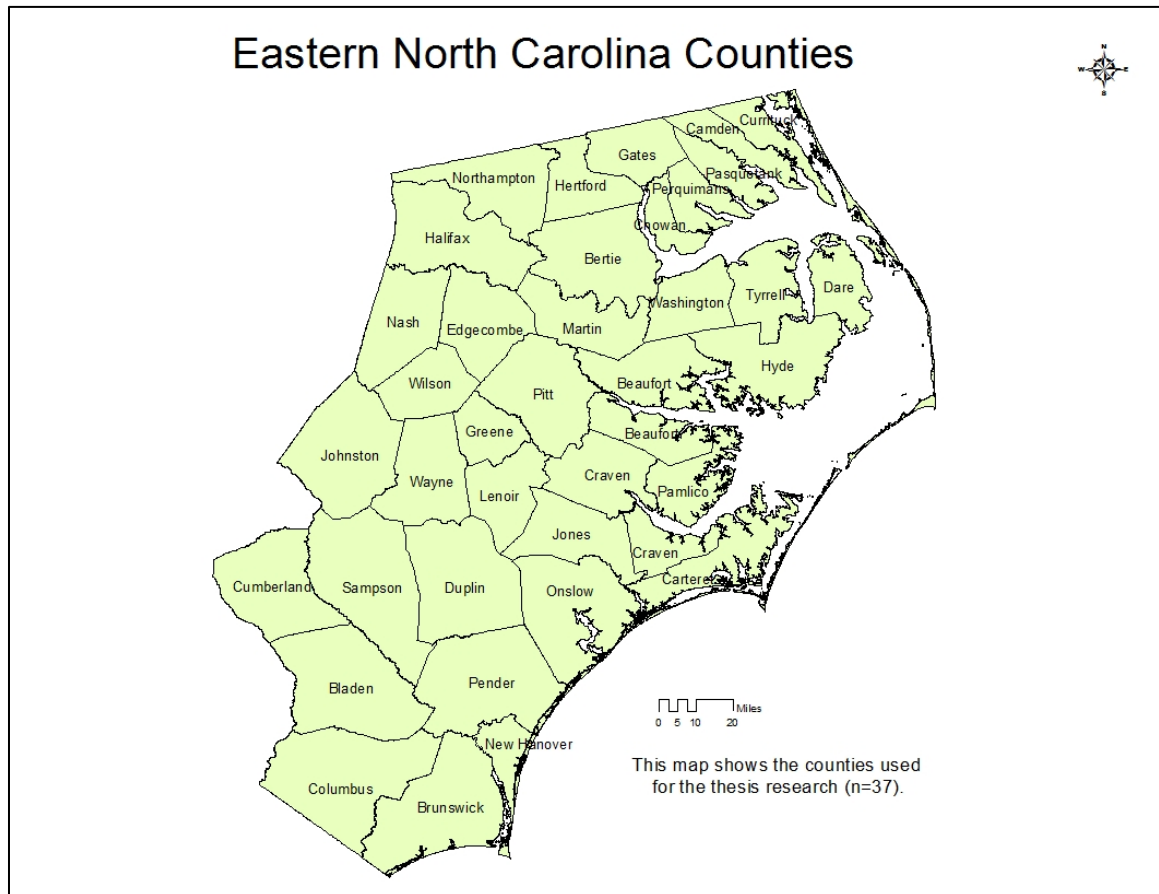 Eastern North Carolina Counties
N
W E
S
Currituck
Camden
Gates
Pasquotank
Northampton
Hertford
Perquimans
Chowan
Halifax
Bertie
Dare
Tyrrell
Washington
Nash
Edgecombe
Martin
Hyde
Wilson
Beaufort
Pitt
Greene
Beaufort
Johnston
Wayne
Craven
Lenoir
Pamlico
Jones
Craven
Carteret
Cumberland
Sampson
Duplin
Onslow
Bladen
Pender
Miles
0 5 10 20
New Hanover
This map shows the counties used
for the thesis research (n=37).
Columbus
Brunswick